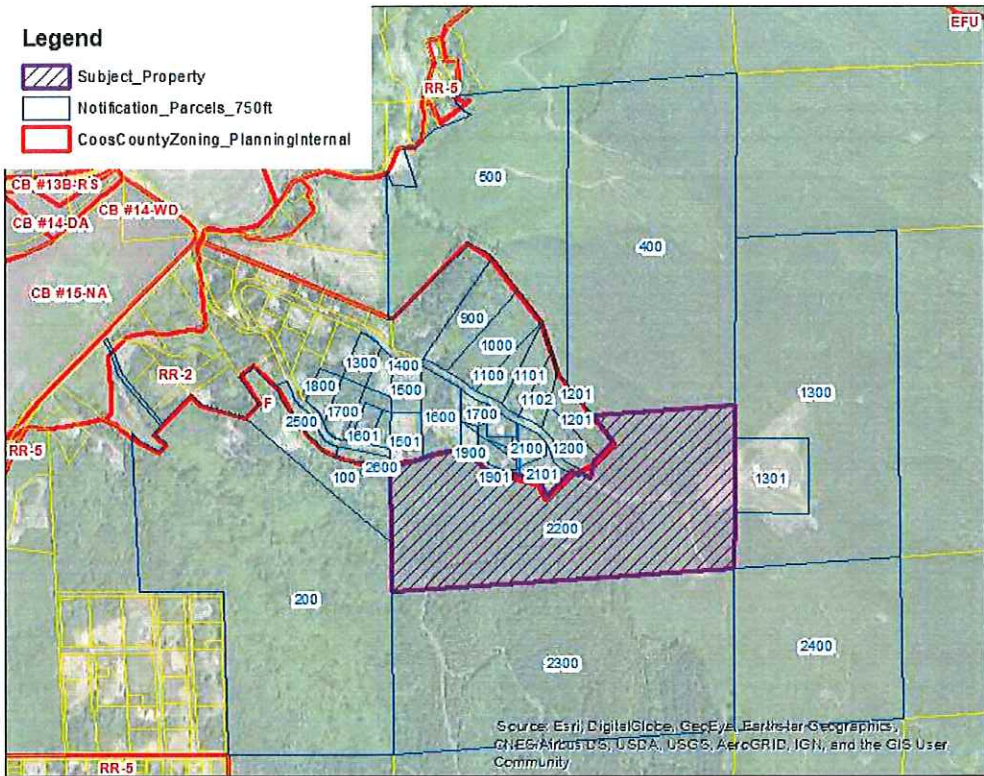 Legend
Subject_Property
Notification_Parcels_750ft
CoosCountyZoning_PlanningInternal
EFU
RR-5
CB #13B-RS
CB #14-WD
CB #14-DA
500
400
CB #15-NA
900
1000
1300
1400
1100
1101
RR-2
1800
1500
1102
1201
1300
F
1700
1600
1700
1201
2500
1601
1501
2100
1200
RR-5
1900
100
2600
1901
2101
1301
2200
200
2300
2400
RR-5
Source: Esri, DigitalGlobe, GeoEye, Earthstar Geographics,
CNES/Airbus DS, USDA, USGS, AeroGRID, IGN, and the GIS User
Community